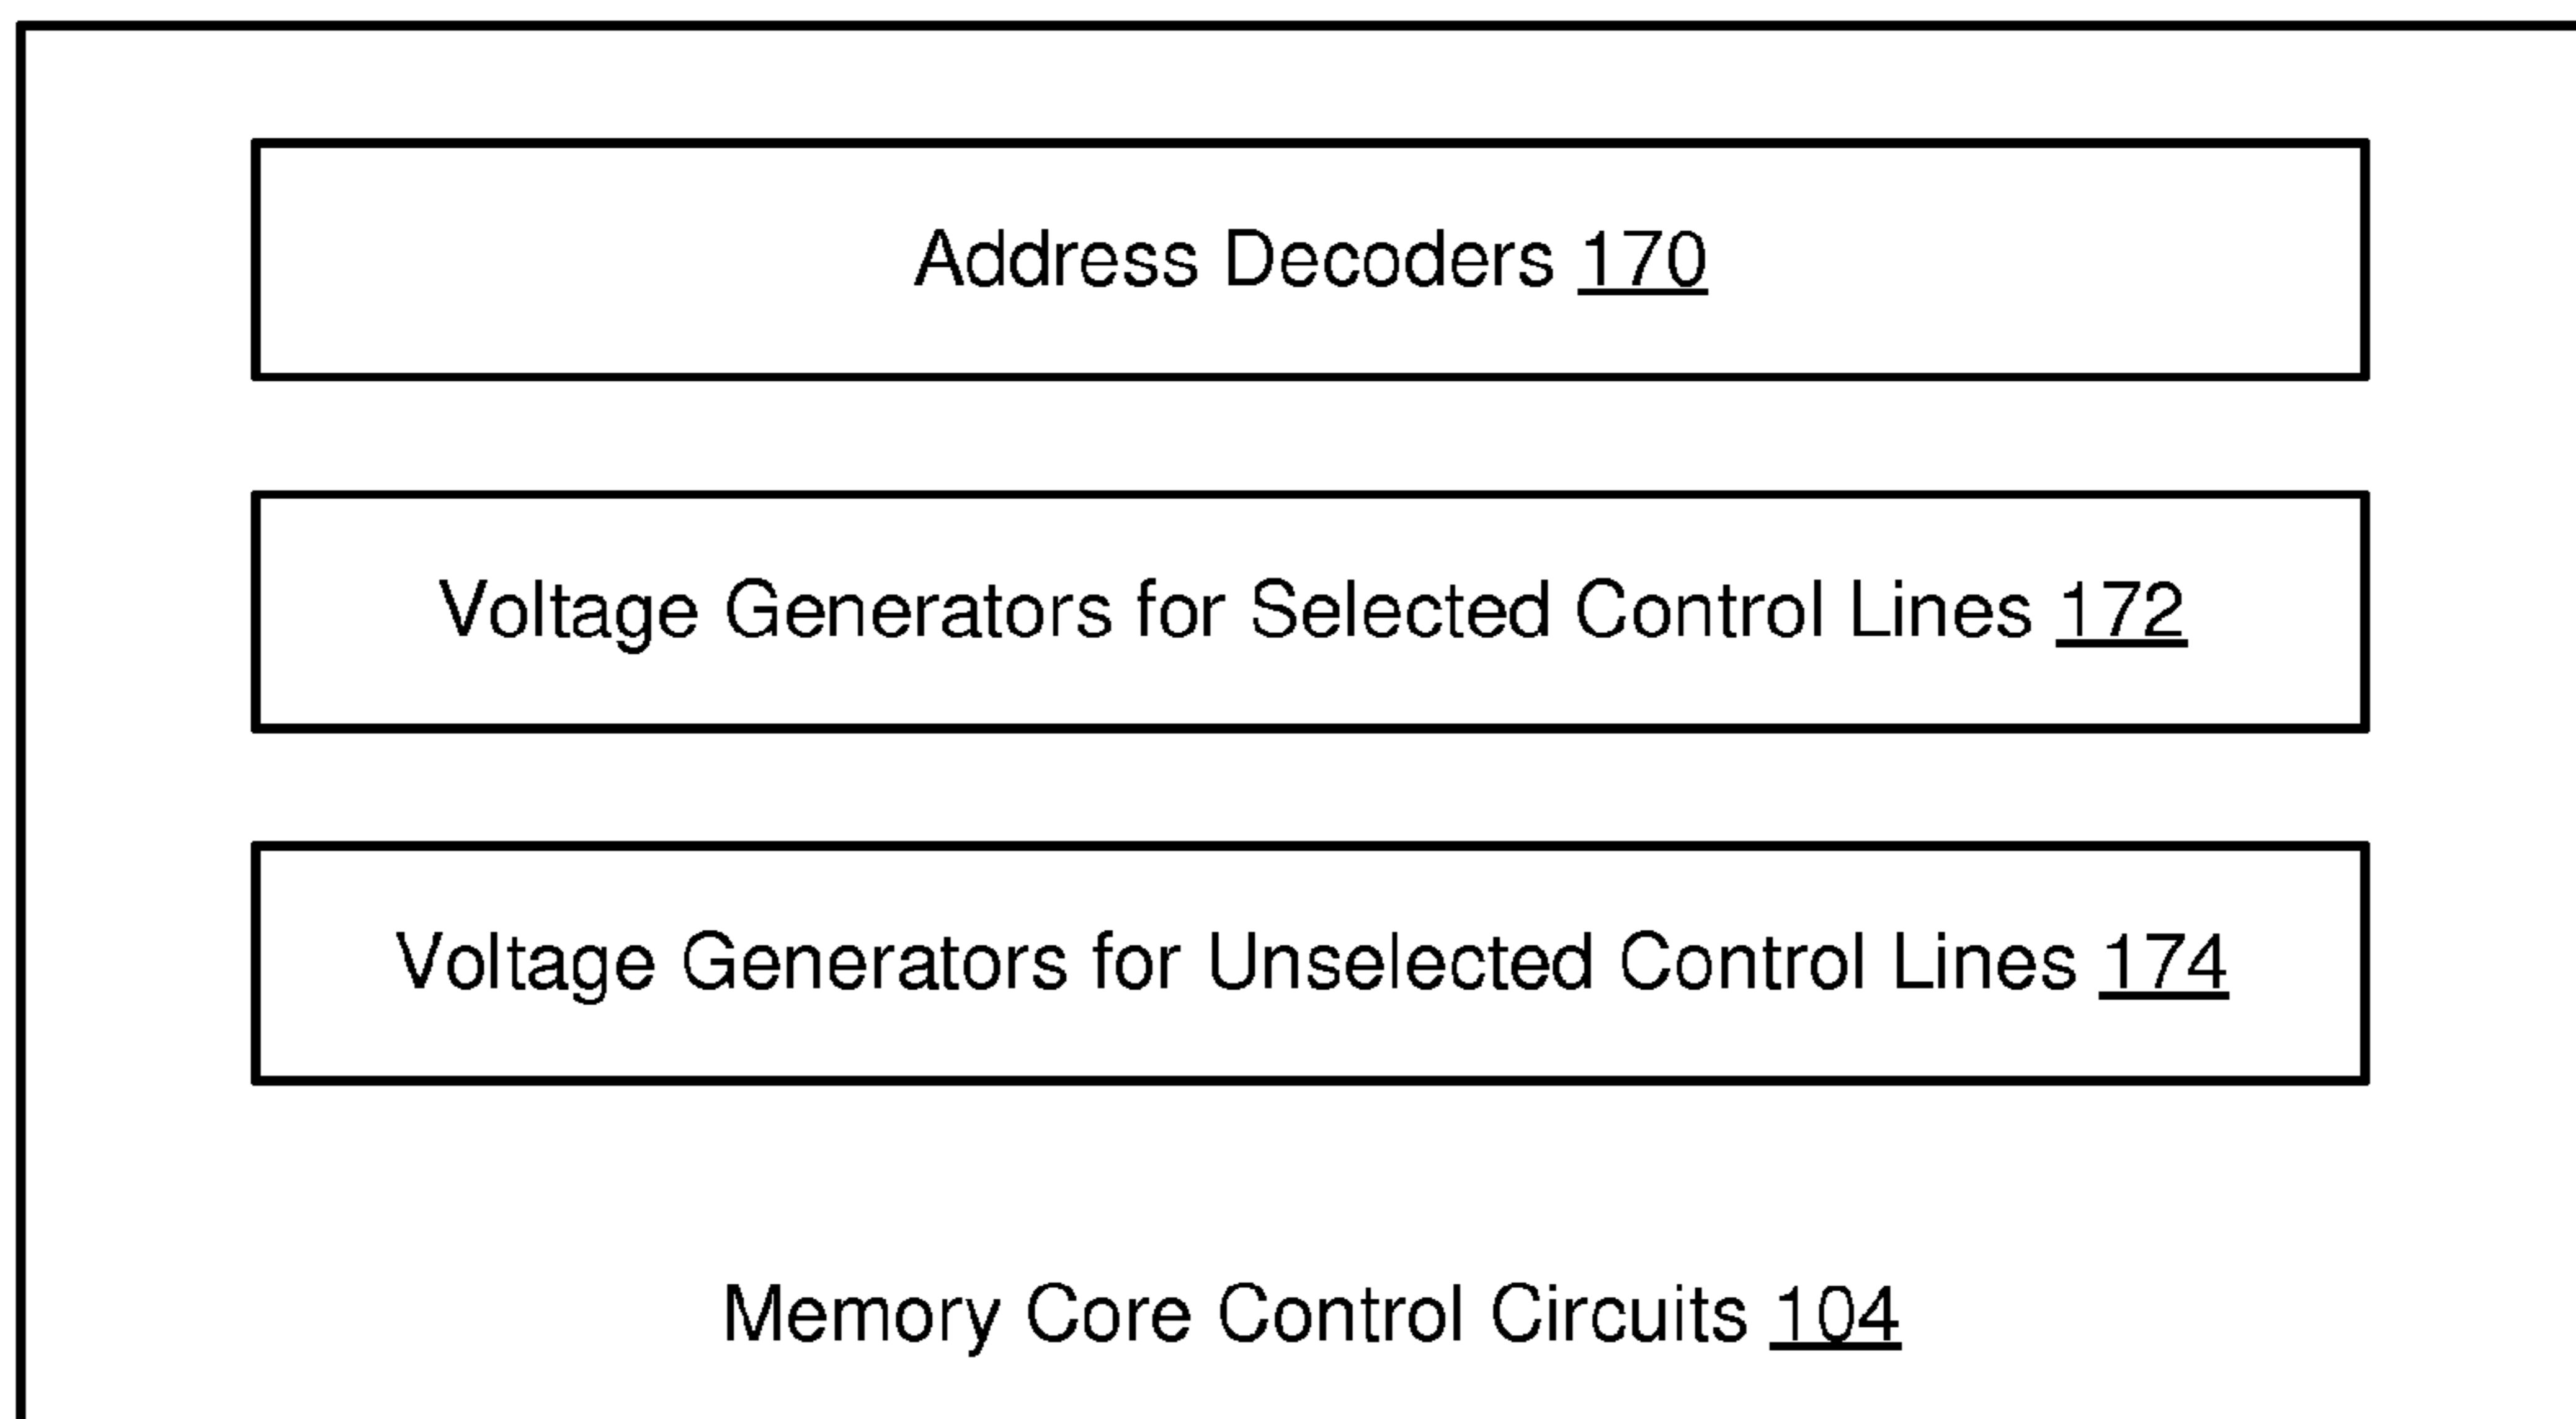 Address Decoders 170
Voltage Generators for Selected Control Lines 172
Voltage Generators for Unselected Control Lines 174
Memory Core Control Circuits 104